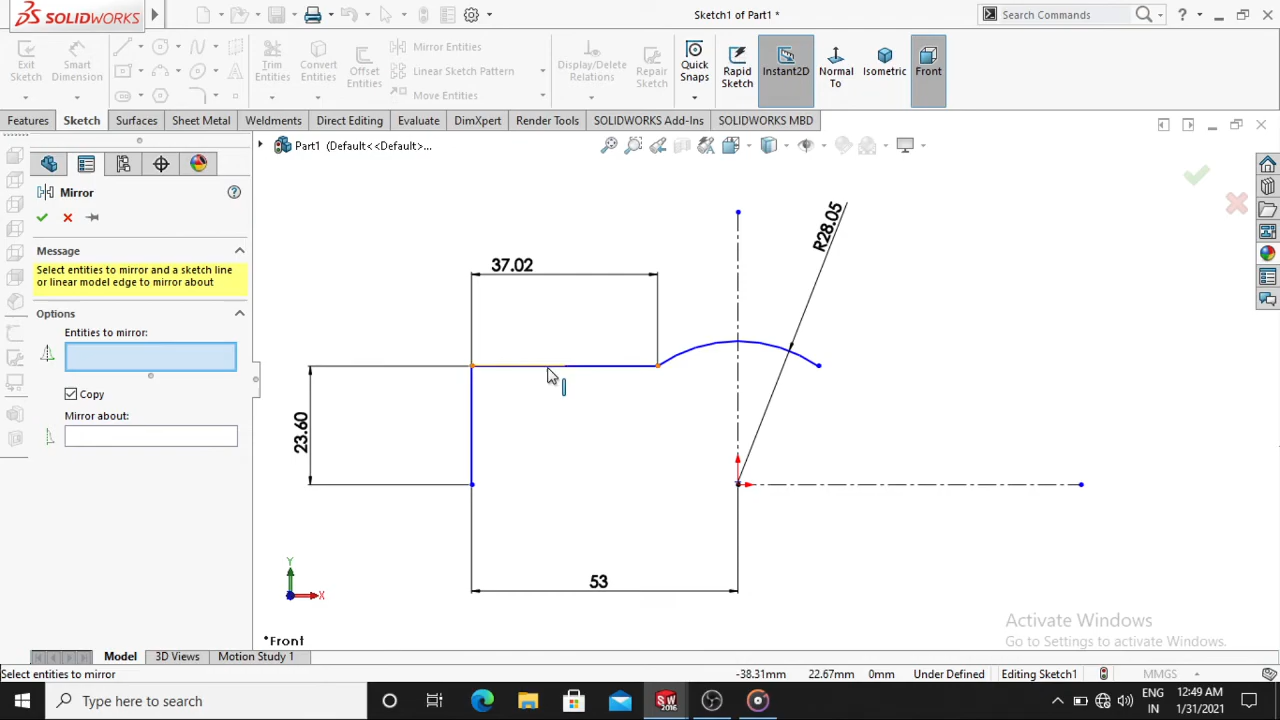 SOLIDWORKS
Sketch1 of Part1 *
Search Commands
?
Exit Sketch
Smart Dimension
Trim Entities
Convert Entities
Offset Entities
Mirror Entities
Linear Sketch Pattern
Move Entities
Display/Delete Relations
Repair Sketch
Quick Snaps
Rapid Sketch
Instant2D
Normal To
Isometric
Front
Features
Sketch
Surfaces
Sheet Metal
Weldments
Direct Editing
Evaluate
DimXpert
Render Tools
SOLIDWORKS Add-Ins
SOLIDWORKS MBD
Part1 (Default<<Default>...
Mirror
?
Message
Select entities to mirror and a sketch line
or linear model edge to mirror about
Options
Entities to mirror:
Copy
Mirror about:
R28.05
37.02
23.60
53
Y
X
*Front
Activate Windows
Go to Settings to activate Windows.
Model
3D Views
Motion Study 1
Select entities to mirror
-38.31mm
22.67mm
0mm
Under Defined
Editing Sketch1
MMGS
Type here to search
SW
2016
ENG
IN
12:49 AM
1/31/2021